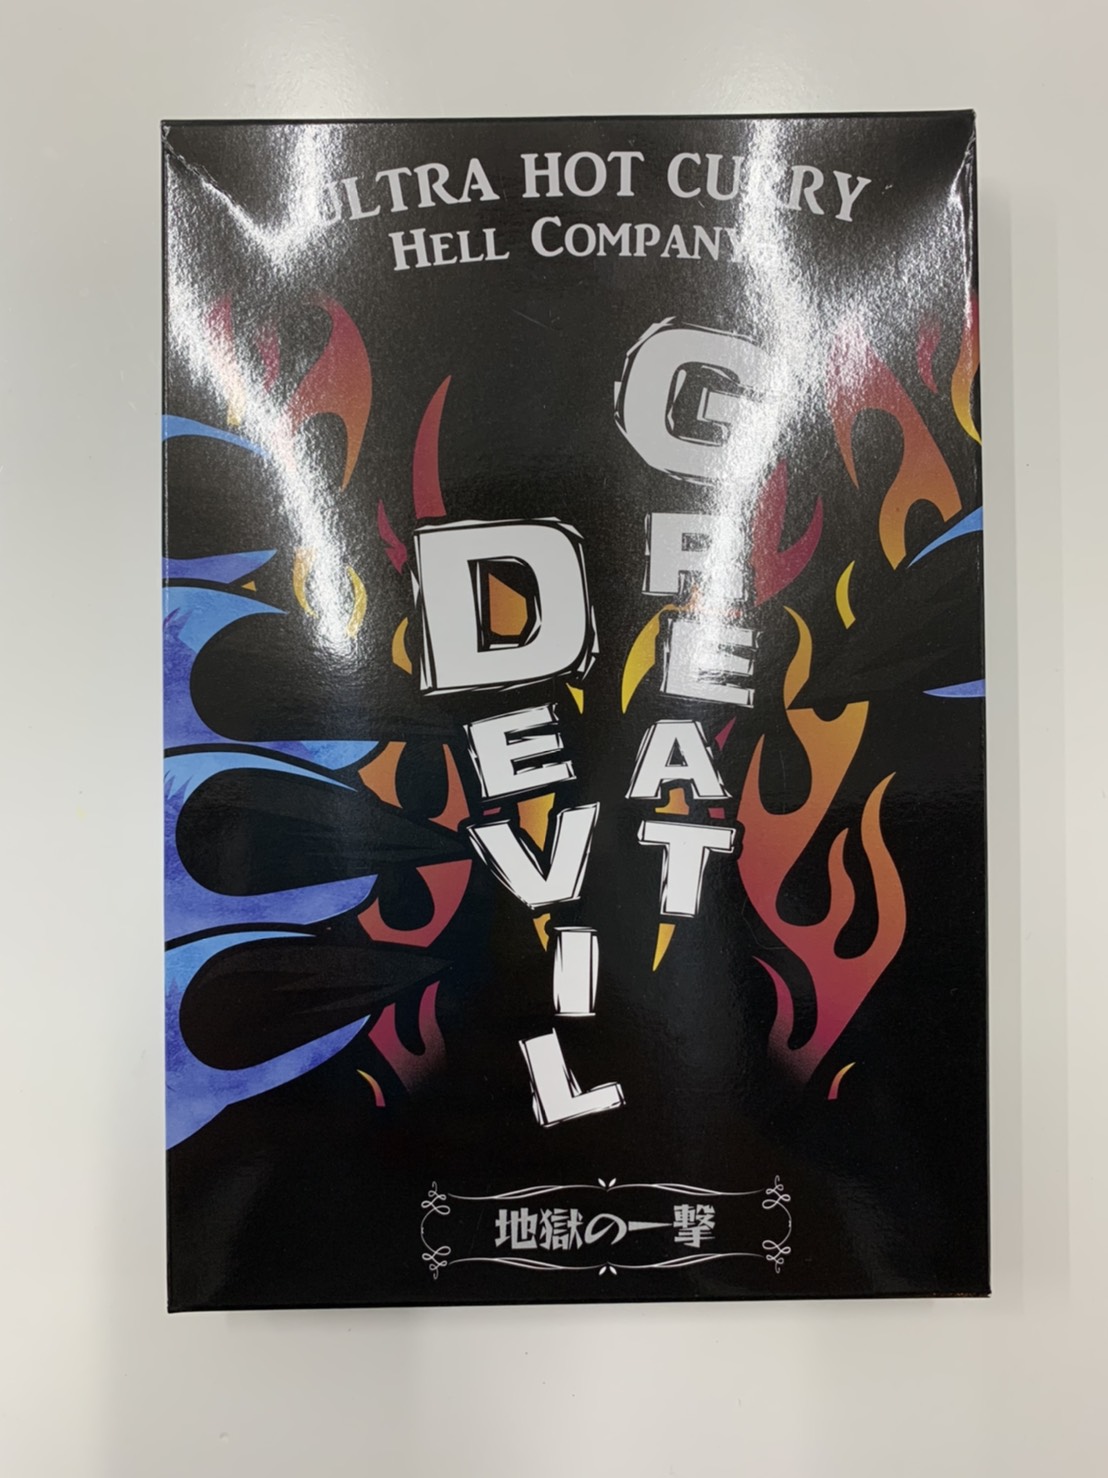 ULTRA HOT CURRY
HELL COMPANY
GREAT
DEVIL
地獄の一撃